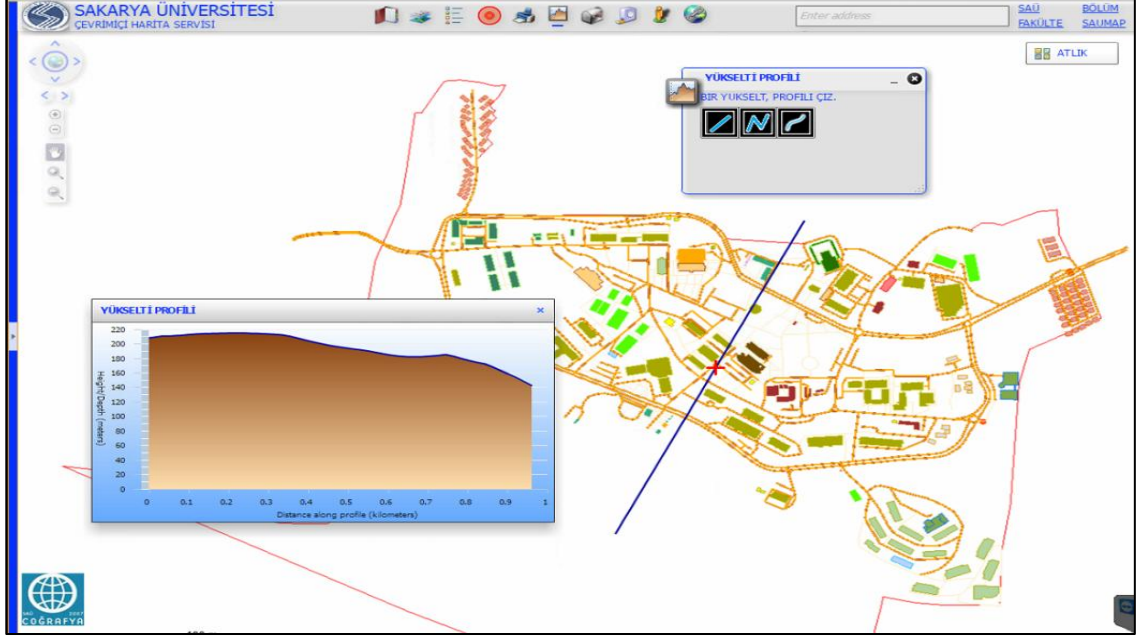 SAKARYA ÜNİVERSİTESİ
ÇEVRİMİÇİ HARİTA SERVİSİ
Enter address
SAÜ BÖLÜM
FAKÜLTE SAUMAP
ATLIK
YÜKSELTİ PROFİLİ
BIR YUKSELT, PROFILI ÇIZ.
YÜKSELTİ PROFİLİ
220
200
180
160
140
120
100
80
60
40
20
0
Height/Depth (meters)
0 0.1 0.2 0.3 0.4 0.5 0.6 0.7 0.8 0.9 1
Distance along profile (kilometers)
SAÜ 2007
COĞRAFYA